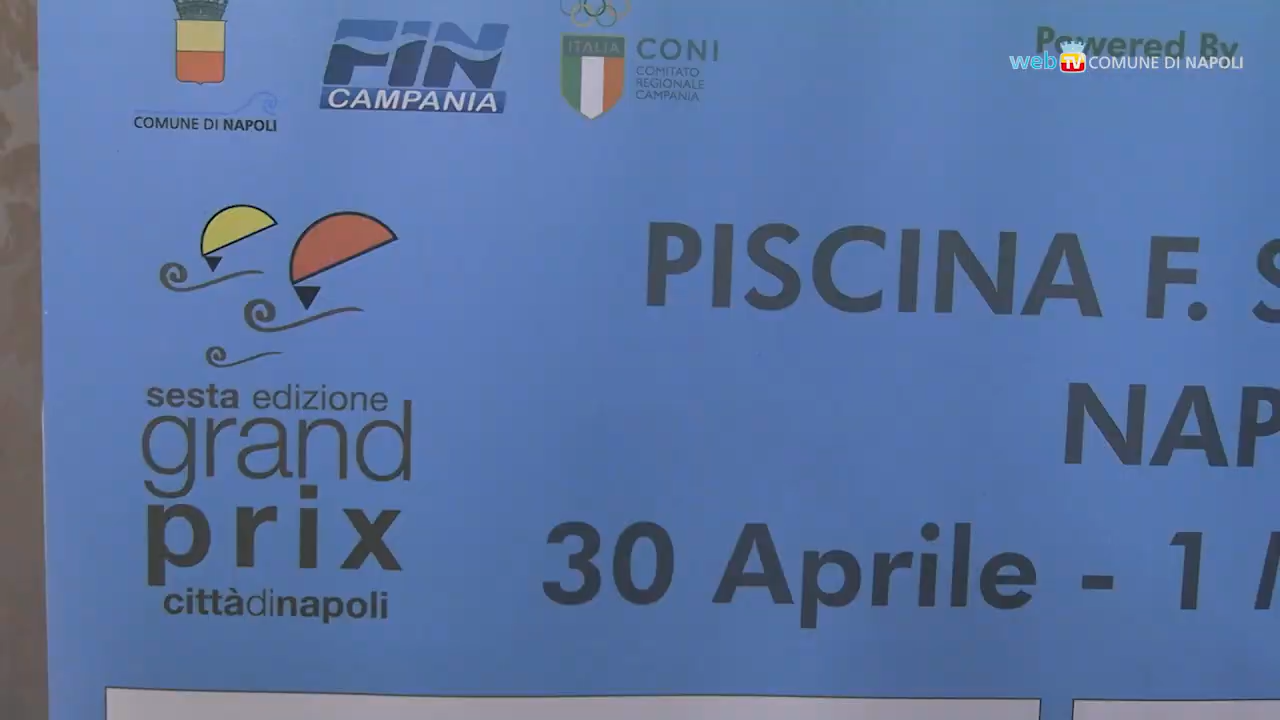 Powered By
web TV COMUNE DI NAPOLI
COMUNE DI NAPOLI
FIN
CAMPANIA
ITALIA
CONI
COMITATO
REGIONALE
CAMPANIA
PISCINA F. S
NAP
30 Aprile - 1
sesta edizione
grand
prix
cittàdinapoli